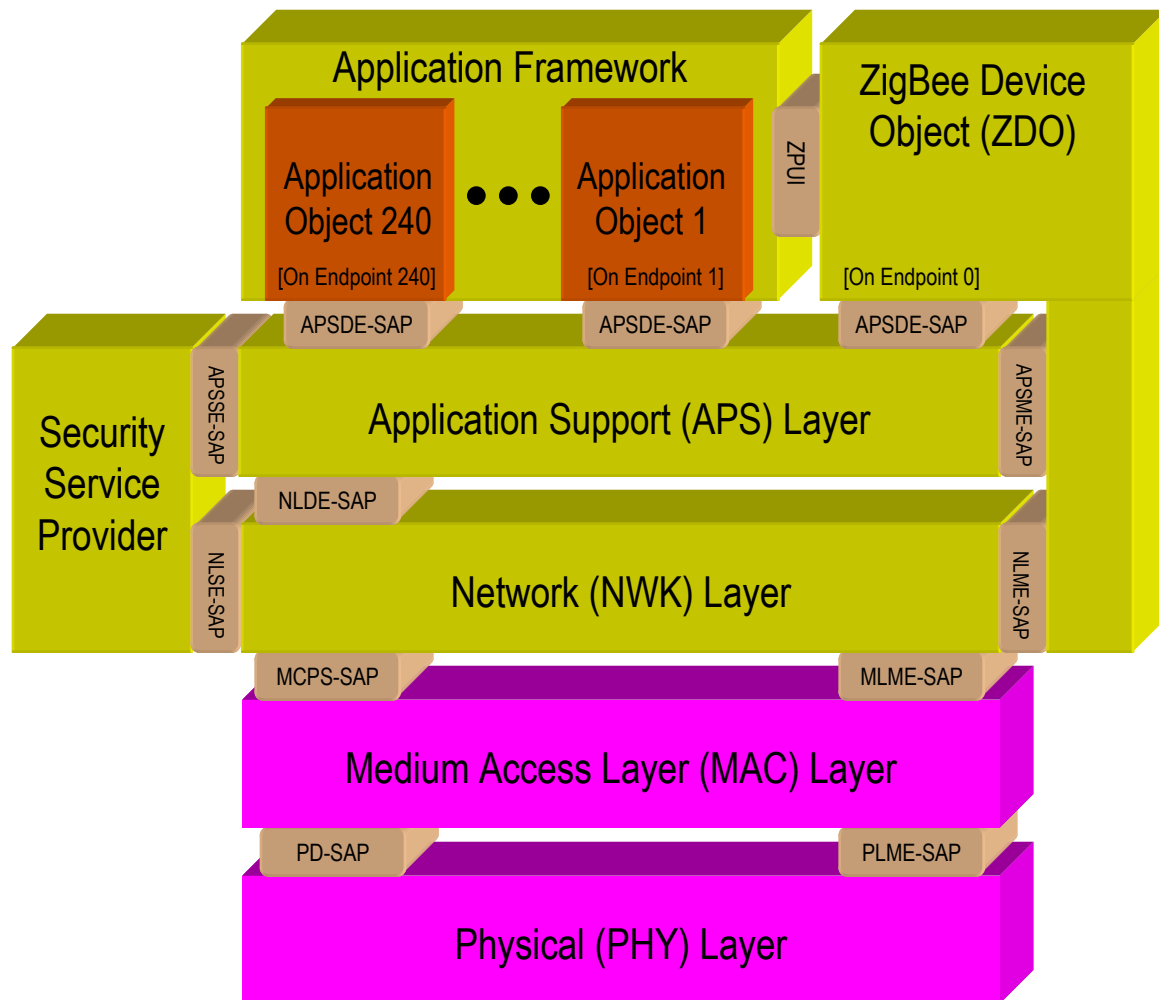 Application Framework
ZigBee Device
Object (ZDO)
ZPUI
Application
Object 240
[On Endpoint 240]
Application
Object 1
[On Endpoint 1]
[On Endpoint 0]
APSDE-SAP
APSDE-SAP
APSDE-SAP
Security
Service
Provider
APSSE-SAP
Application Support (APS) Layer
APSME-SAP
NLDE-SAP
NLSE-SAP
Network (NWK) Layer
NLME-SAP
MCPS-SAP
MLME-SAP
Medium Access Layer (MAC) Layer
PD-SAP
PLME-SAP
Physical (PHY) Layer